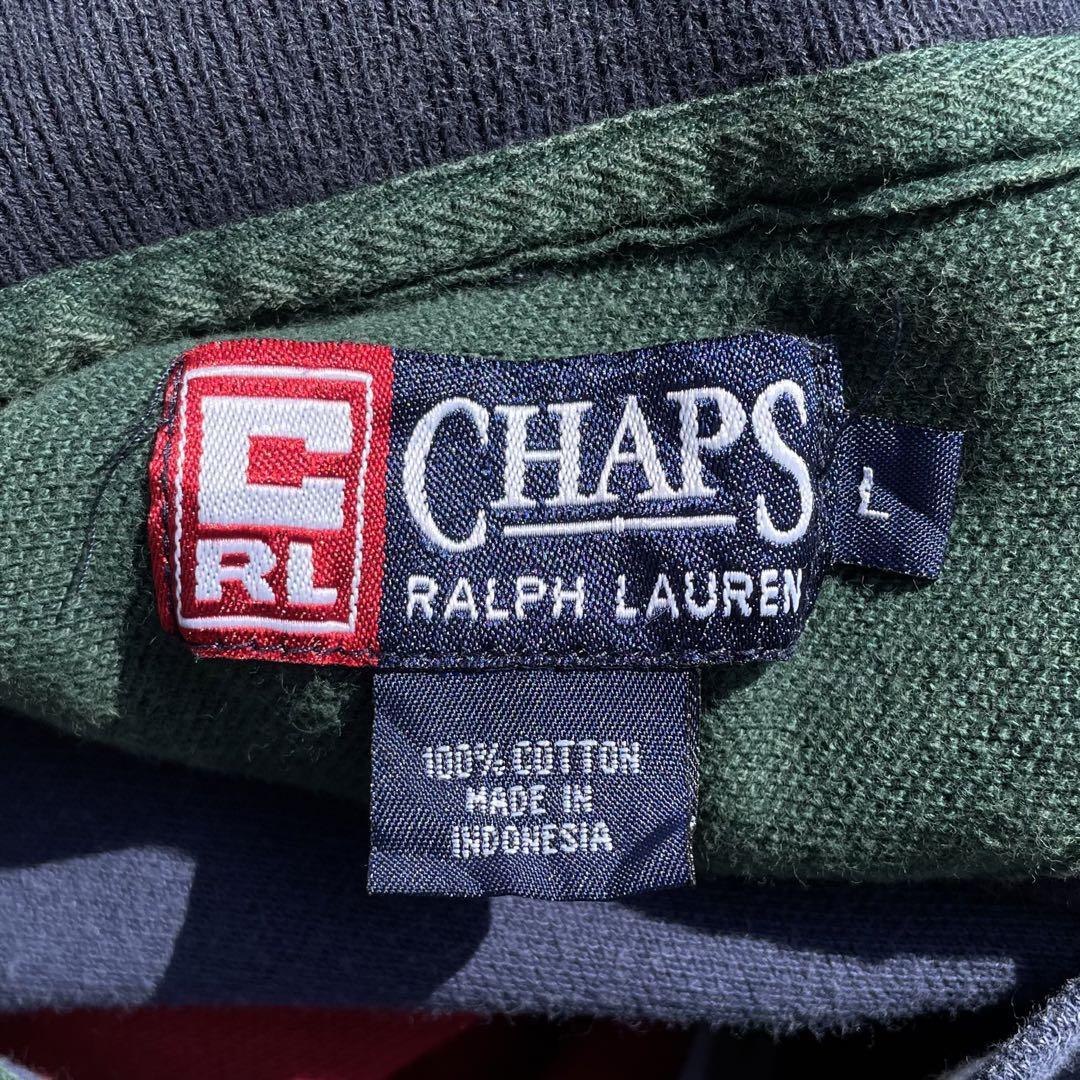 C
RL
CHAPS
RALPH LAUREN
L
100% COTTON
MADE IN
INDONESIA